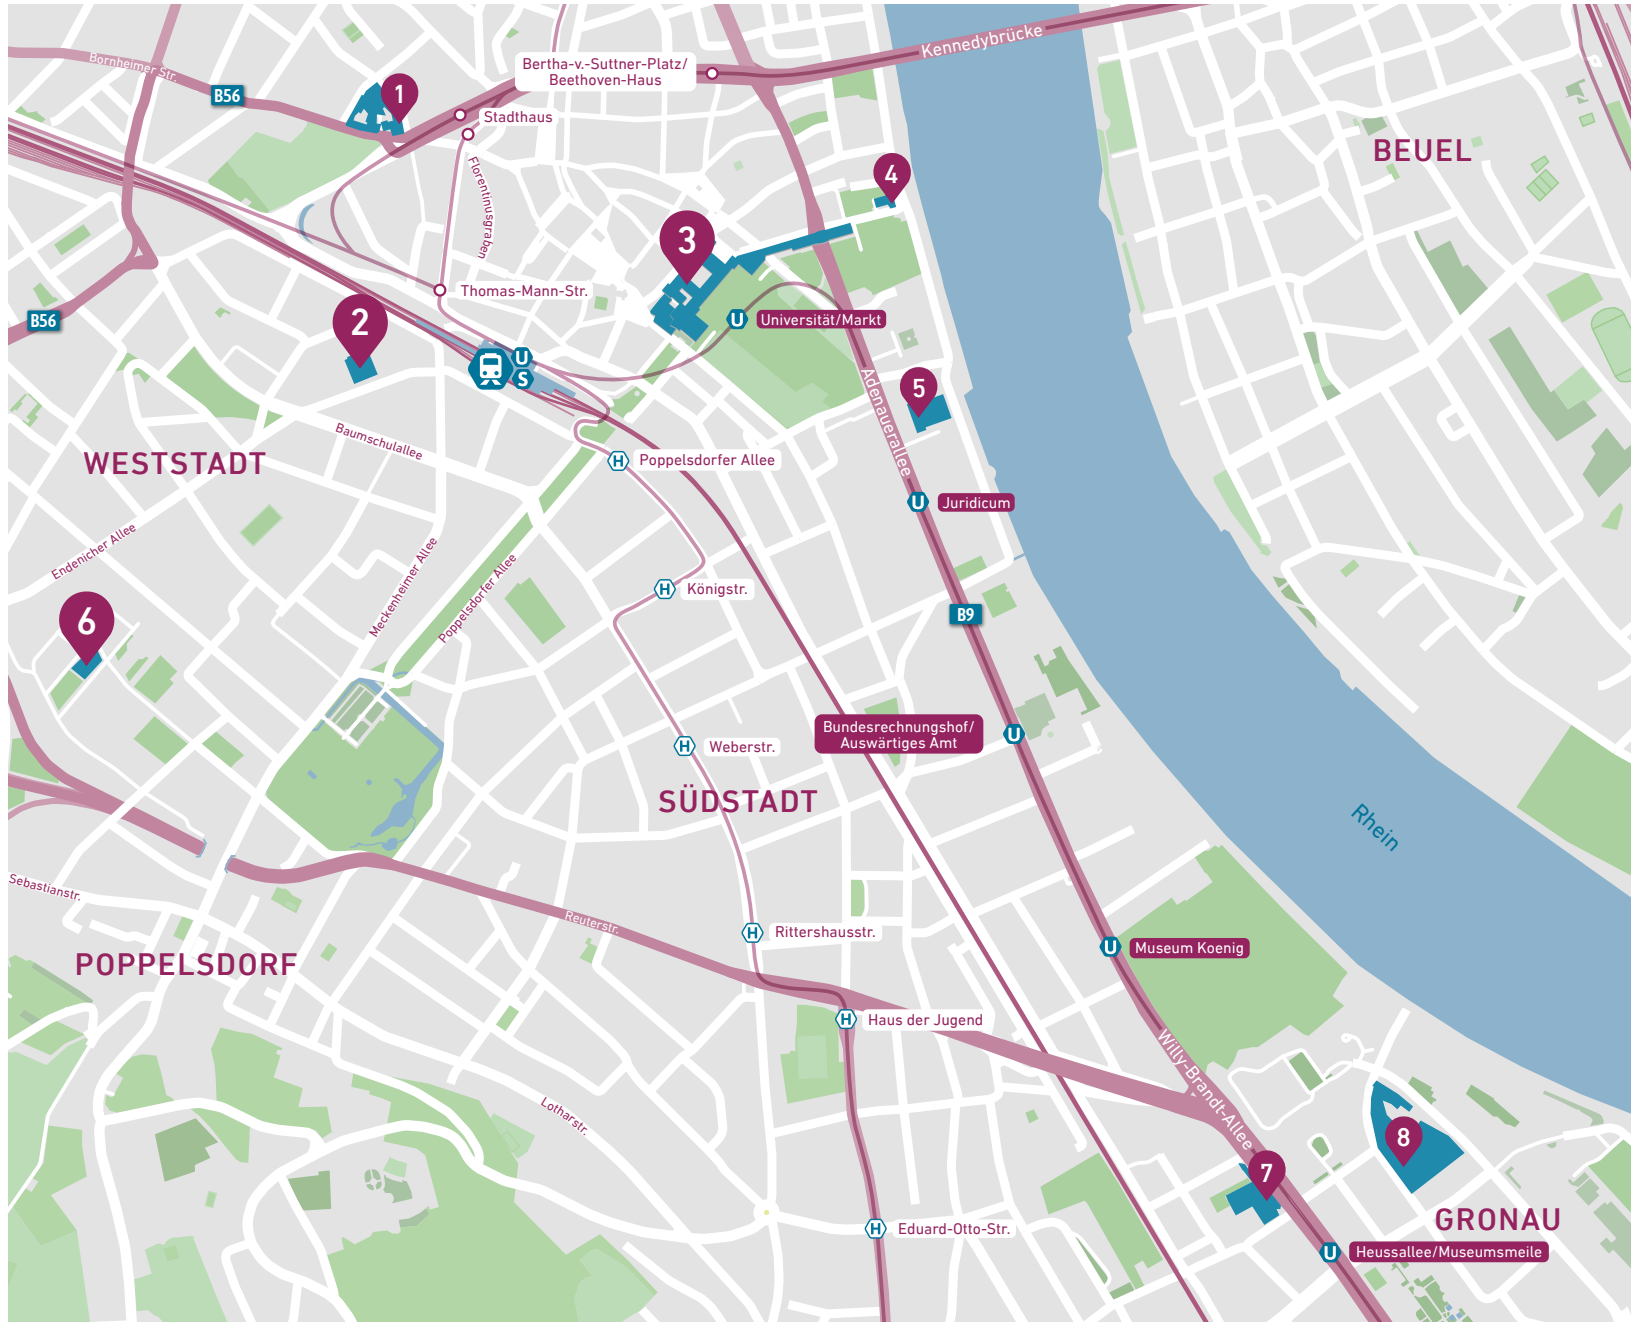 Kennedybrücke
Bornheimer Str.
Bertha-v.-Suttner-Platz/
Beethoven-Haus
B56
1
Stadthaus
BEUEL
Florentinusgraben
4
3
Thomas-Mann-Str.
B56
2
U
Universität/Markt
U
S
Adenauerallee
5
Baumschulallee
WESTSTADT
H
Poppelsdorfer Allee
U
Juridicum
Endenicher Allee
Meckenheimer Allee
Poppelsdorfer Allee
H
Königstr.
B9
6
Bundesrechnungshof/
Auswärtiges Amt
U
H
Weberstr.
SÜDSTADT
Rhein
Sebastianstr.
Reuterstr.
H
Rittershausstr.
U
Museum Koenig
POPPELSDORF
H
Haus der Jugend
Willy-Brandt-Allee
Lotharstr.
8
7
H
Eduard-Otto-Str.
GRONAU
U
Heussallee/Museumsmeile